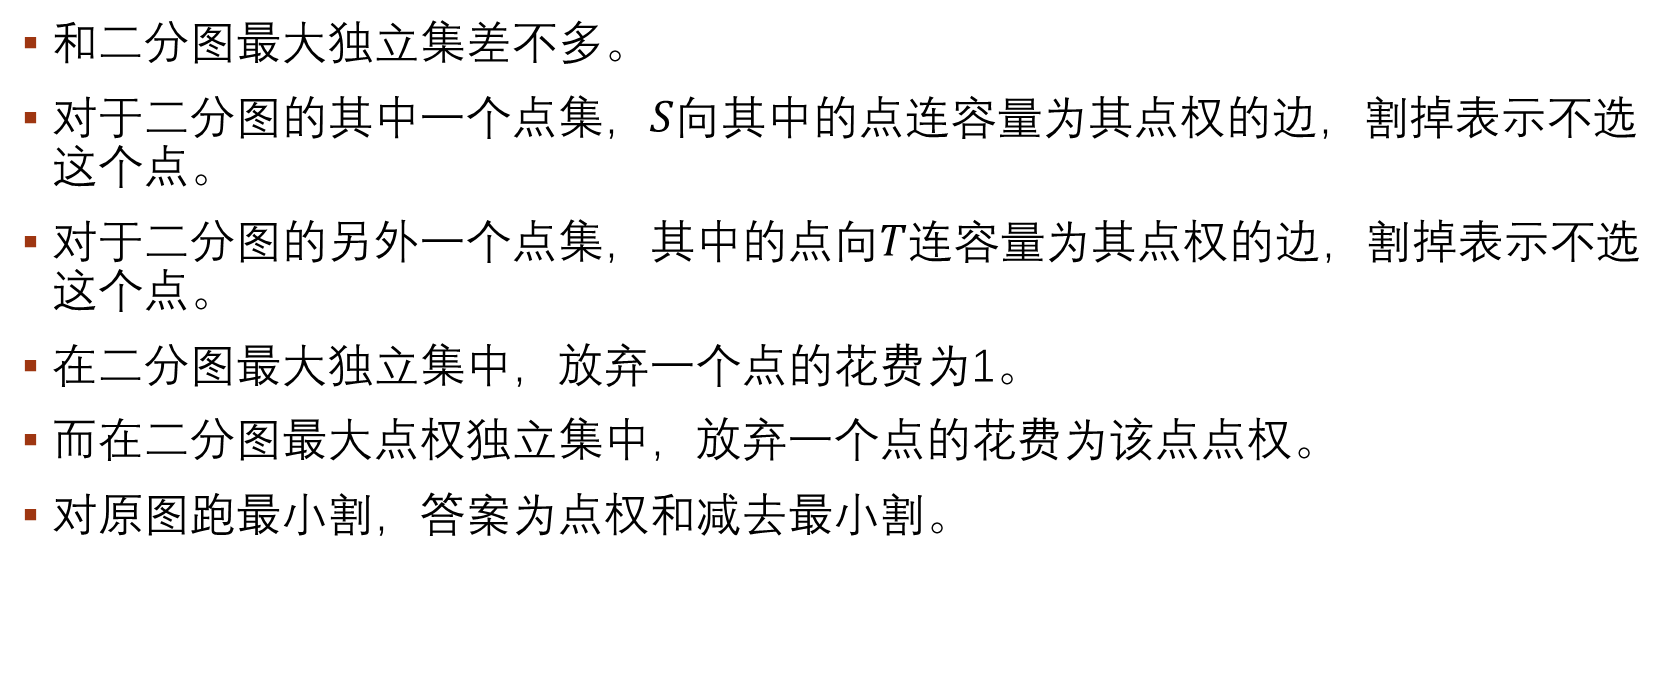 ▪ 和二分图最大独立集差不多。
▪ 对于二分图的其中一个点集，S向其中的点连容量为其点权的边，割掉表示不选
这个点。
▪ 对于二分图的另外一个点集，其中的点向T连容量为其点权的边，割掉表示不选
这个点。
▪ 在二分图最大独立集中，放弃一个点的花费为1。
▪ 而在二分图最大点权独立集中，放弃一个点的花费为该点点权。
▪ 对原图跑最小割，答案为点权和减去最小割。